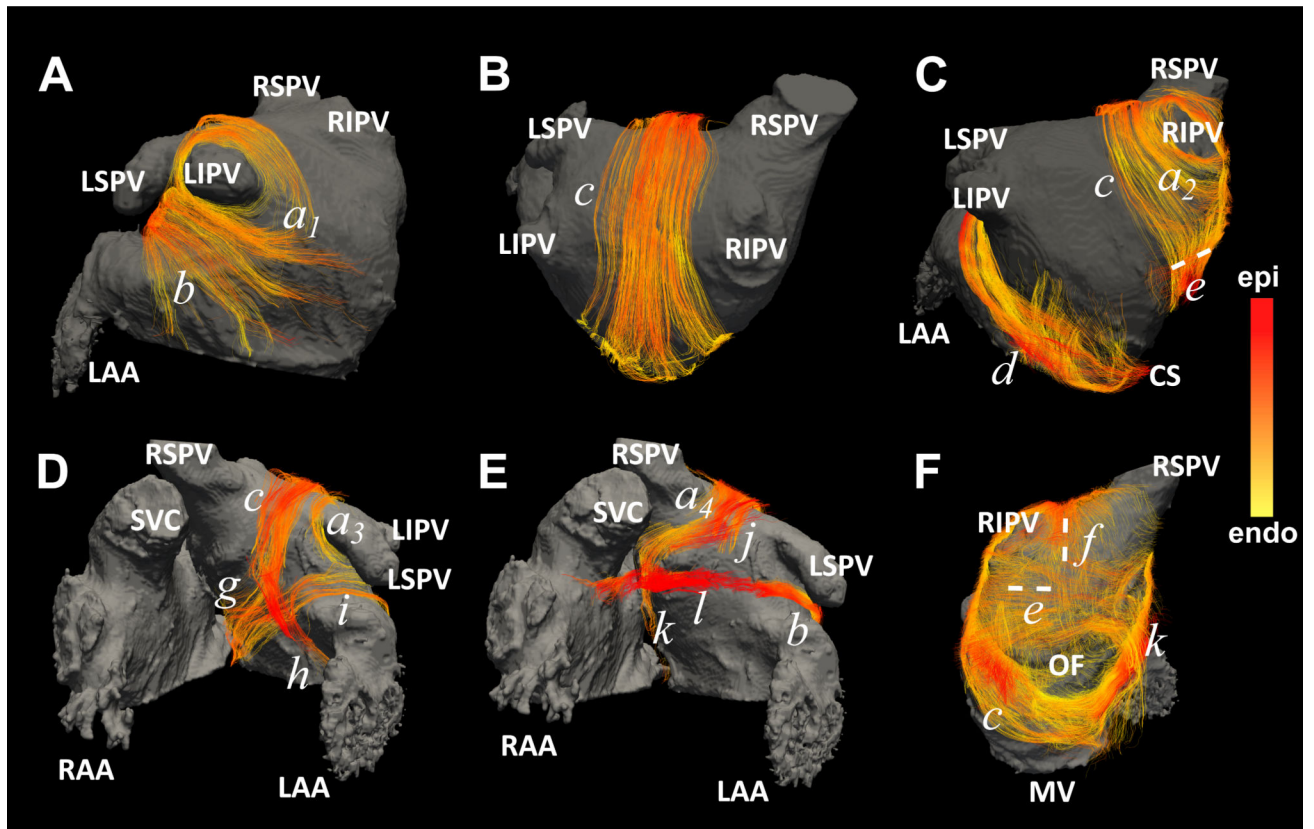 A
RSPV
RIPV
LSPV
LIPV
a1
b
LAA
B
LSPV
RSPV
c
LIPV
RIPV
C
RSPV
LSPV
RIPV
c
a2
LIPV
e
LAA
d
CS
epi
endo
D
RSPV
SVC
c
a3
LIPV
LSPV
g
i
h
RAA
LAA
E
RSPV
SVC
a4
j
LSPV
l
k
b
RAA
LAA
F
RSPV
RIPV
f
e
OF
k
c
MV